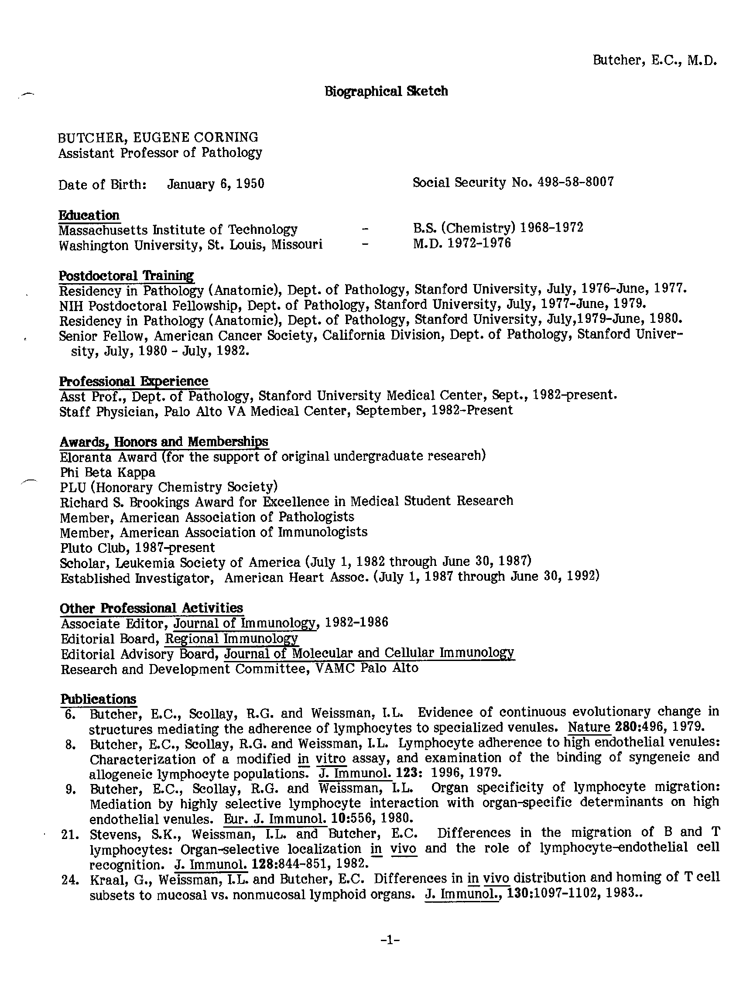 Butcher, E.C., M.D.
Biographical Sketch
BUTCHER, EUGENE CORNING
Assistant Professor of Pathology
Date of Birth: January 6, 1950 Social Security No. 498-58-8007
Education
Massachusetts Institute of Technology - B.S. (Chemistry) 1968-1972
Washington University, St. Louis, Missouri - M.D. 1972-1976
Postdoctoral Training
Residency in Pathology (Anatomic), Dept. of Pathology, Stanford University, July, 1976-June, 1977.
NIH Postdoctoral Fellowship, Dept. of Pathology, Stanford University, July, 1977-June, 1979.
Residency in Pathology (Anatomic), Dept. of Pathology, Stanford University, July,1979-June, 1980.
Senior Fellow, American Cancer Society, California Division, Dept. of Pathology, Stanford Univer-
sity, July, 1980 - July, 1982.
Professional Experience
Asst Prof., Dept. of Pathology, Stanford University Medical Center, Sept., 1982-present.
Staff Physician, Palo Alto VA Medical Center, September, 1982-Present
Awards, Honors and Memberships
Eloranta Award (for the support of original undergraduate research)
Phi Beta Kappa
PLU (Honorary Chemistry Society)
Richard S. Brookings Award for Excellence in Medical Student Research
Member, American Association of Pathologists
Member, American Association of Immunologists
Pluto Club, 1987-present
Scholar, Leukemia Society of America (July 1, 1982 through June 30, 1987)
Established Investigator, American Heart Assoc. (July 1, 1987 through June 30, 1992)
Other Professional Activities
Associate Editor, Journal of Immunology, 1982-1986
Editorial Board, Regional Immunology
Editorial Advisory Board, Journal of Molecular and Cellular Immunology
Research and Development Committee, VAMC Palo Alto
Publications
6. Butcher, E.C., Scollay, R.G. and Weissman, I.L. Evidence of continuous evolutionary change in
structures mediating the adherence of lymphocytes to specialized venules. Nature 280:496, 1979.
8. Butcher, E.C., Scollay, R.G. and Weissman, I.L. Lymphocyte adherence to high endothelial venules:
Characterization of a modified in vitro assay, and examination of the binding of syngeneic and
allogeneic lymphocyte populations. J. Immunol. 123: 1996, 1979.
9. Butcher, E.C., Scollay, R.G. and Weissman, I.L. Organ specificity of lymphocyte migration:
Mediation by highly selective lymphocyte interaction with organ-specific determinants on high
endothelial venules. Eur. J. Immunol. 10:556, 1980.
21. Stevens, S.K., Weissman, I.L. and Butcher, E.C. Differences in the migration of B and T
lymphocytes: Organ-selective localization in vivo and the role of lymphocyte-endothelial cell
recognition. J. Immunol. 128:844-851, 1982.
24. Kraal, G., Weissman, I.L. and Butcher, E.C. Differences in in vivo distribution and homing of T cell
subsets to mucosal vs. nonmucosal lymphoid organs. J. Immunol., 130:1097-1102, 1983..
-1-